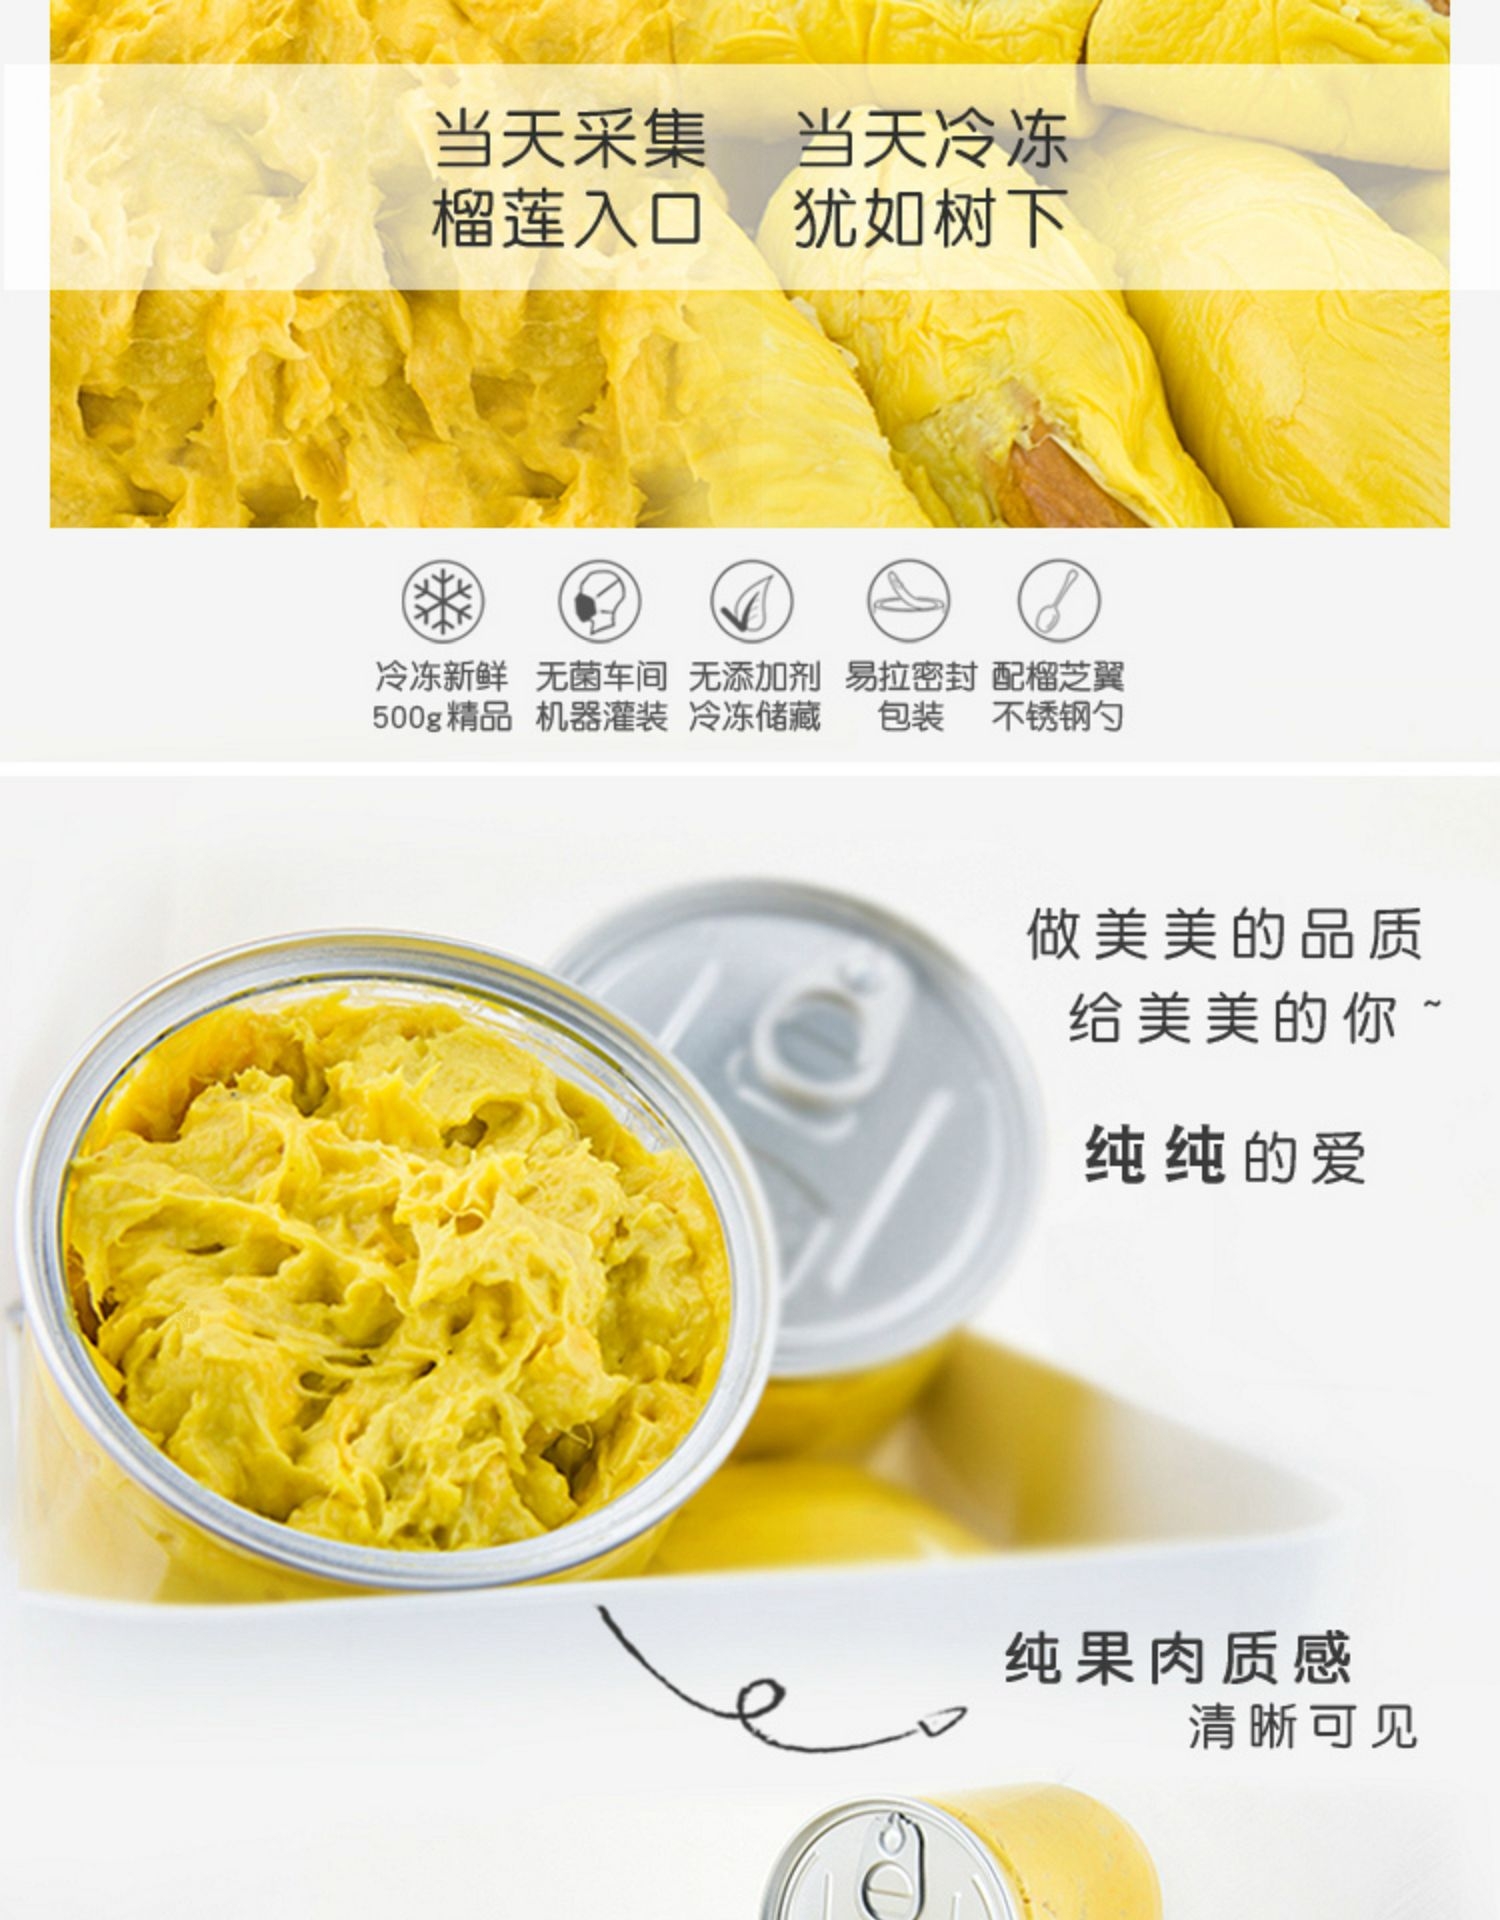 当天采集 当天冷冻
榴莲入口 犹如树下
冷冻新鲜
500g精品
无菌车间
机器灌装
无添加剂
冷冻储藏
易拉密封
包装
配榴芝翼
不锈钢勺
做美美的品质
给美美的你~
纯纯的爱
纯果肉质感
清晰可见